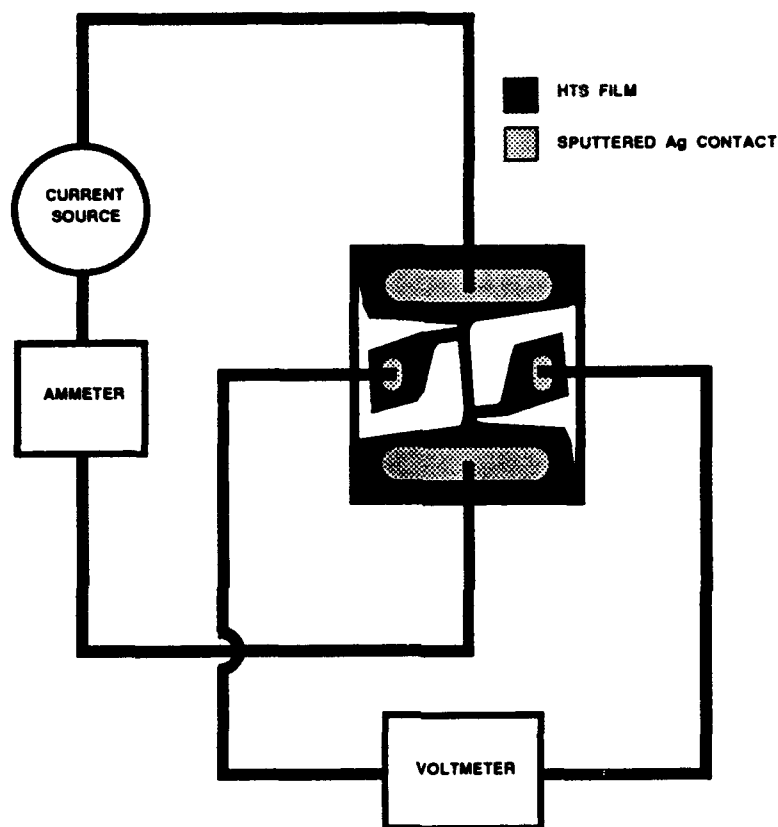 HTS FILM
SPUTTERED Ag CONTACT
CURRENT
SOURCE
AMMETER
VOLTMETER